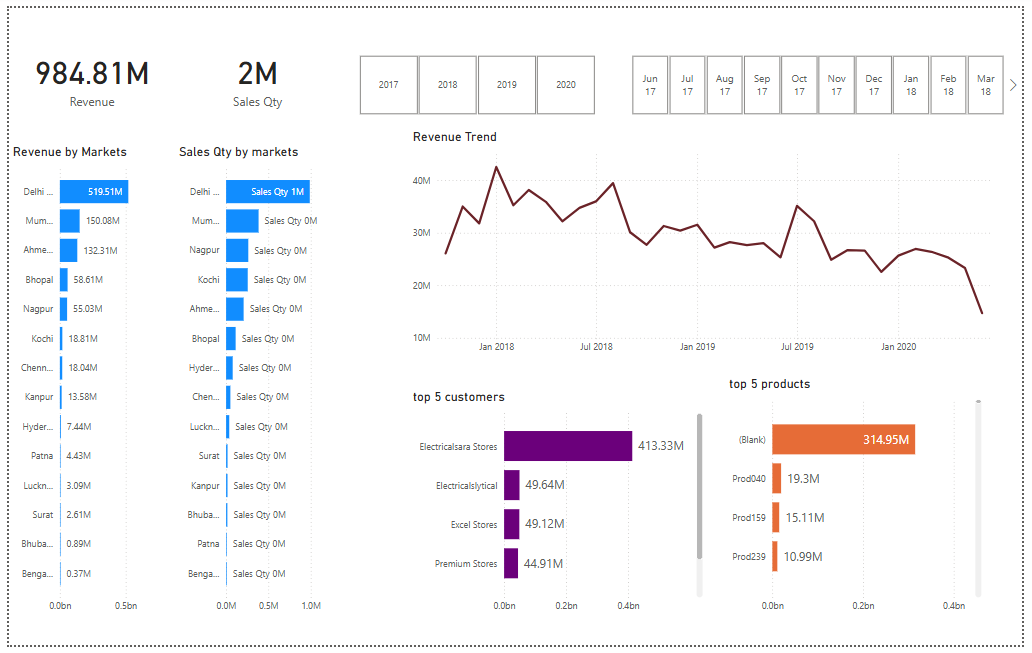 984.81M
Revenue
2M
Sales Qty
2017
2018
2019
2020
Jun
17
Jul
17
Aug
17
Sep
17
Oct
17
Nov
17
Dec
17
Jan
18
Feb
18
Mar
18
Revenue by Markets
Delhi ...
519.51M
Mum...
150.08M
Ahme...
132.31M
Bhopal
58.61M
Nagpur
55.03M
Kochi
18.81M
Chenn...
18.04M
Kanpur
13.58M
Hyder...
7.44M
Patna
4.43M
Luckn...
3.09M
Surat
2.61M
Bhuba...
0.89M
Benga...
0.37M
0.0bn
0.5bn
Sales Qty by markets
Delhi ...
Sales Qty 1M
Mum...
Sales Qty 0M
Nagpur
Sales Qty 0M
Kochi
Sales Qty 0M
Ahme...
Sales Qty 0M
Bhopal
Sales Qty 0M
Hyder...
Sales Qty 0M
Chen...
Sales Qty 0M
Luckn...
Sales Qty 0M
Surat
Sales Qty 0M
Kanpur
Sales Qty 0M
Bhuba...
Sales Qty 0M
Patna
Sales Qty 0M
Benga...
Sales Qty 0M
0.0M
0.5M
1.0M
Revenue Trend
40M
30M
20M
10M
Jan 2018
Jul 2018
Jan 2019
Jul 2019
Jan 2020
top 5 customers
Electricalsara Stores
413.33M
Electricalslytical
49.64M
Excel Stores
49.12M
Premium Stores
44.91M
0.0bn
0.2bn
0.4bn
top 5 products
(Blank)
314.95M
Prod040
19.3M
Prod159
15.11M
Prod239
10.99M
0.0bn
0.2bn
0.4bn